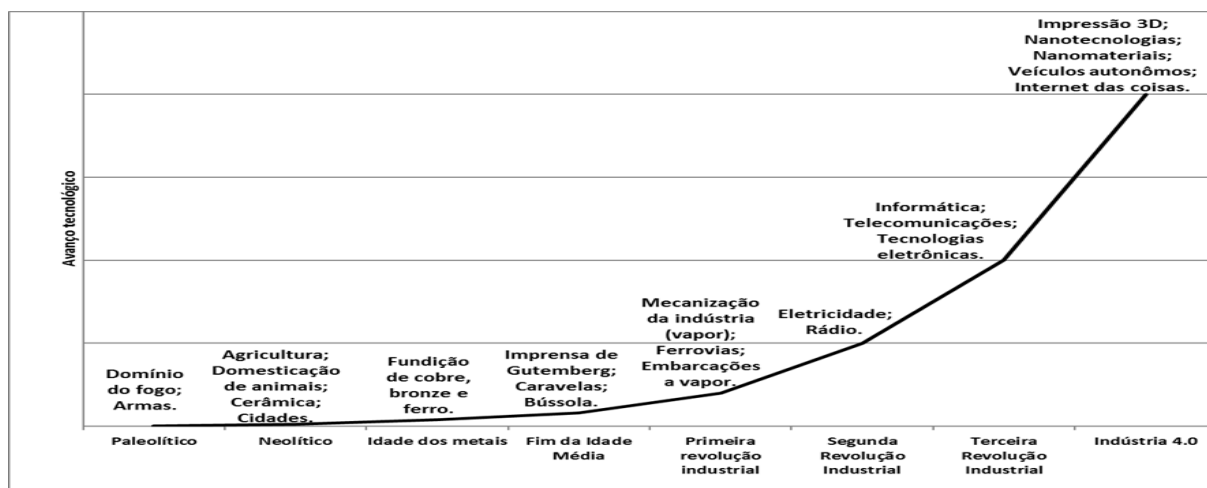 Avanço tecnológico
Domínio
do fogo;
Armas.
Agricultura;
Domesticação
de animais;
Cerâmica;
Cidades.
Fundição
de cobre,
bronze e
ferro.
Imprensa de
Gutemberg;
Caravelas;
Bússola.
Mecanização
da indústria
(vapor);
Ferrovias;
Embarcações
a vapor.
Eletricidade;
Rádio.
Informática;
Telecomunicações;
Tecnologias
eletrônicas.
Impressão 3D;
Nanotecnologias;
Nanomateriais;
Veículos autonômos;
Internet das coisas.
Paleolítico
Neolítico
Idade dos metais
Fim da Idade
Média
Primeira
revolução
industrial
Segunda
Revolução
Industrial
Terceira
Revolução
Industrial
Indústria 4.0